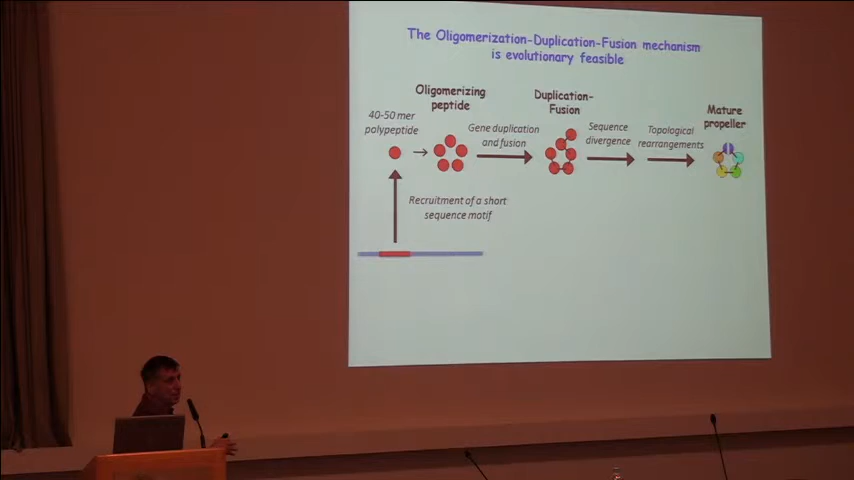 The Oligomerization-Duplication-Fusion mechanism
is evolutionary feasible
Oligomerizing
peptide
Duplication-
Fusion
Mature
propeller
40-50 mer
polypeptide
Gene duplication
and fusion
Sequence
divergence
Topological
rearrangements
Recruitment of a short
sequence motif